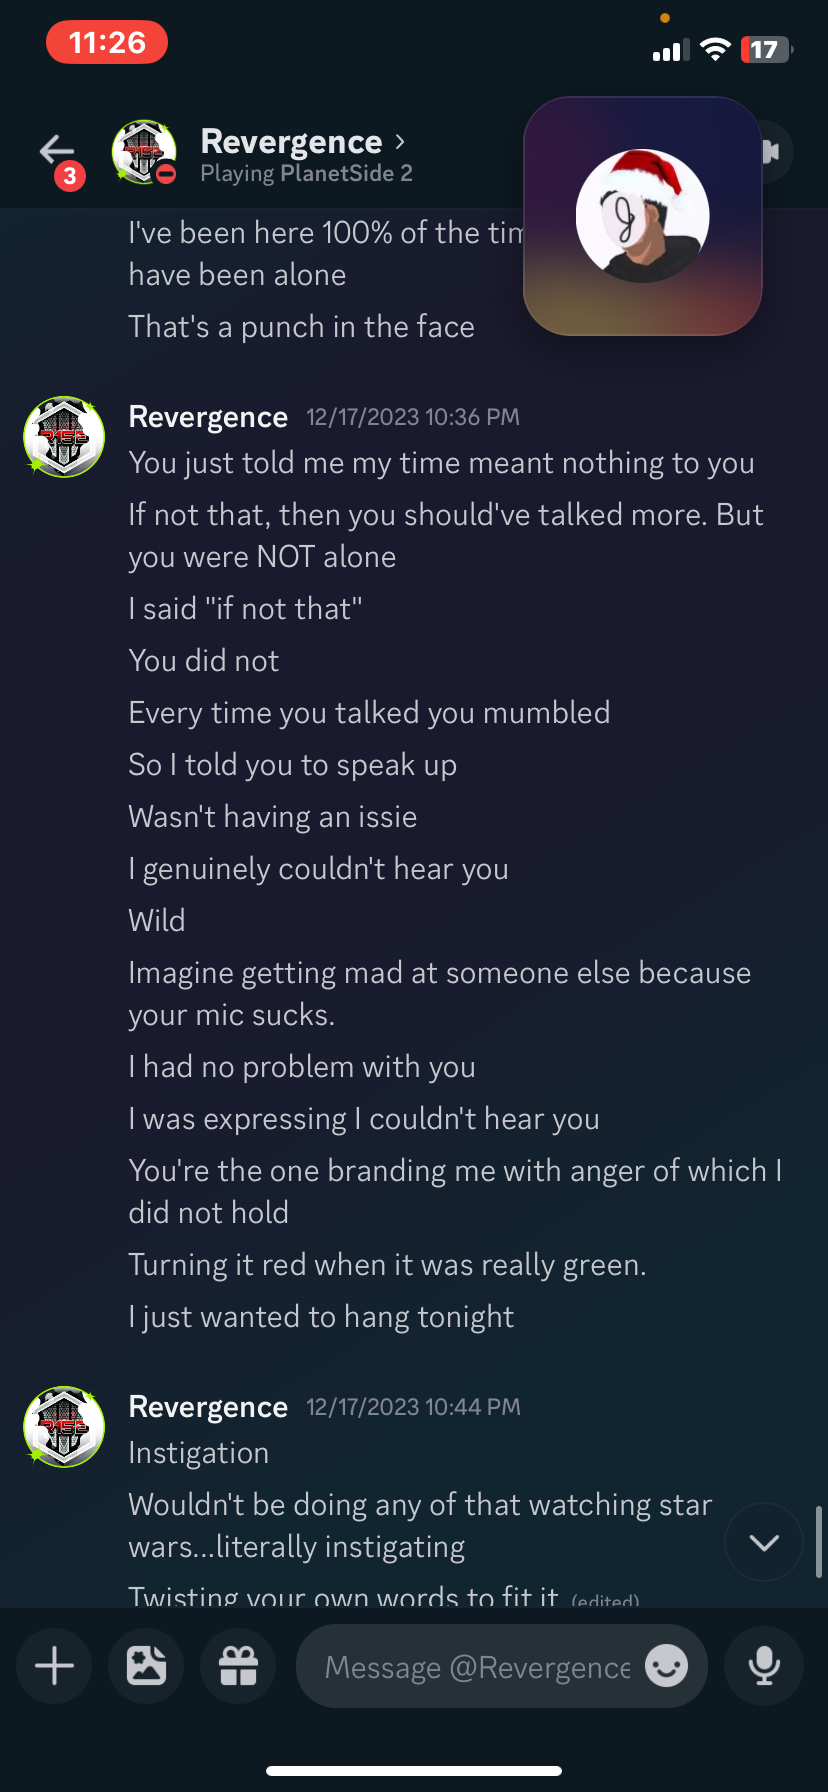 11:26
17
Revergence
3
Playing PlanetSide 2
I've been here 100% of the
have been alone
That's a punch in the face
Revergence 12/17/2023 10:36 PM
You just told me my time meant nothing to you
If not that, then you should've talked more. But
you were NOT alone
I said "if not that"
You did not
Every time you talked you mumbled
So I told you to speak up
Wasn't having an issie
I genuinely couldn't hear you
Wild
Imagine getting mad at someone else because
your mic sucks.
I had no problem with you
I was expressing I couldn't hear you
You're the one branding me with anger of which I
did not hold
Turning it red when it was really green.
I just wanted to hang tonight
Revergence 12/17/2023 10:44 PM
Instigation
Wouldn't be doing any of that watching star
wars...literally instigating
Twisting your own words to fit it (edited)
Message @Revergence